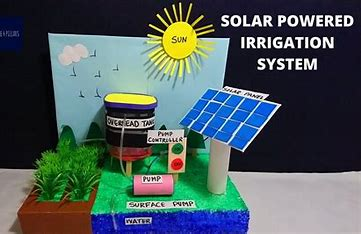 SOLAR POWERED
IRRIGATION
SYSTEM
SUN
SOLAR PANEL
OVERHEAD TANK
PUMP
CONTROLLER
PUMP
SURFACE PUMP
WATER